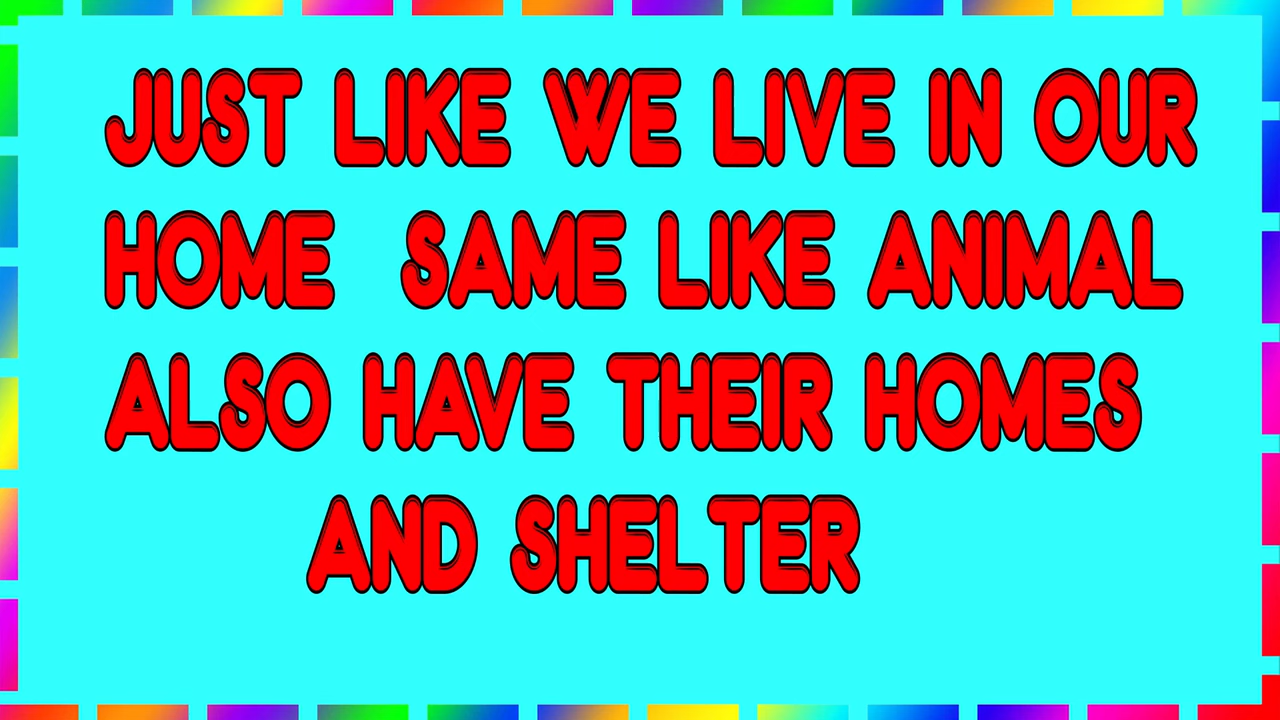 JUST LIKE WE LIVE IN OUR
HOME SAME LIKE ANIMAL
ALSO HAVE THEIR HOMES
AND SHELTER